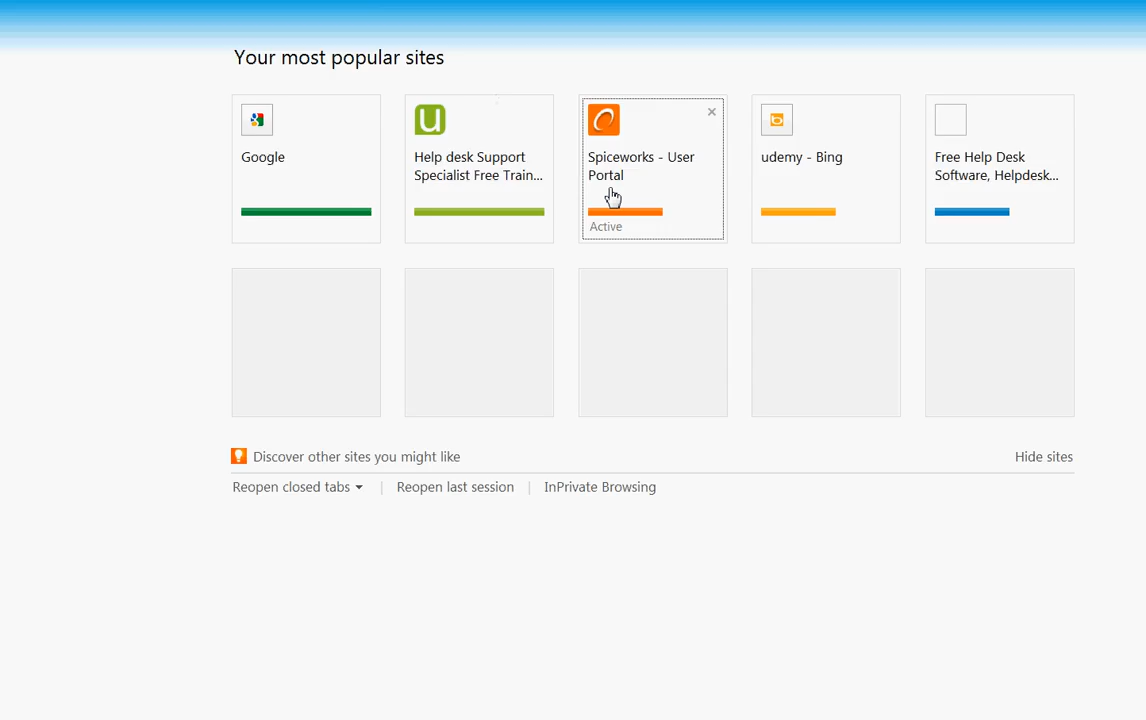 Your most popular sites
Google
Help desk Support
Specialist Free Train...
Spiceworks - User
Portal
Active
udemy - Bing
Free Help Desk
Software, Helpdesk...
Discover other sites you might like
Hide sites
Reopen closed tabs | Reopen last session | InPrivate Browsing